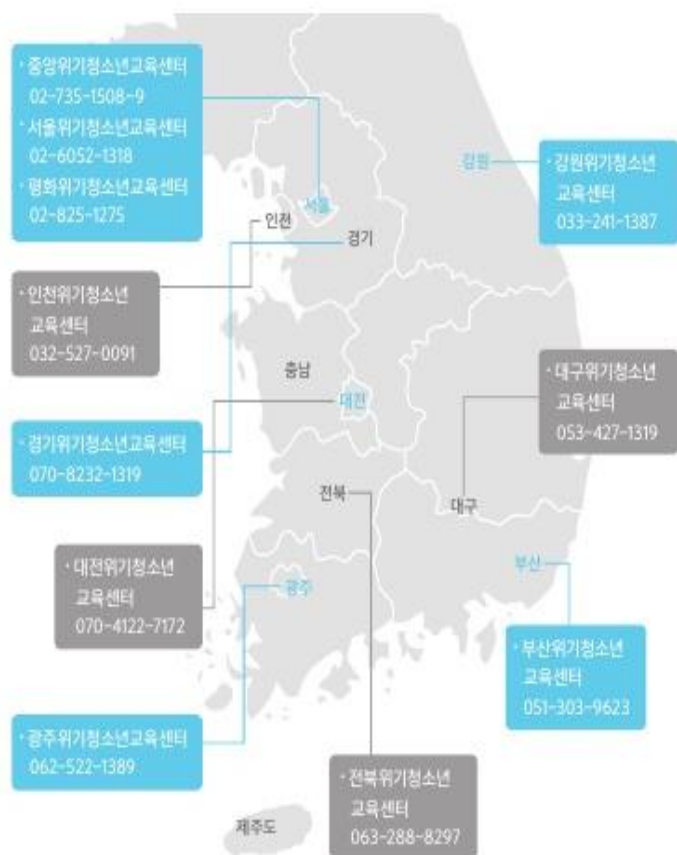 · 중앙위기청소년교육센터
02-735-1508~9
· 서울위기청소년교육센터
02-6052-1318
· 평화위기청소년교육센터
02-825-1275
강원
· 강원위기청소년
교육센터
033-241-1387
서울
인천
경기
· 인천위기청소년
교육센터
032-527-0091
충남
대전
· 대구위기청소년
교육센터
053-427-1319
· 경기위기청소년교육센터
070-8232-1319
전북
대구
· 대전위기청소년
교육센터
070-4122-7172
광주
부산
· 부산위기청소년
교육센터
051-303-9623
· 광주위기청소년교육센터
062-522-1389
· 전북위기청소년
교육센터
063-288-8297
제주도